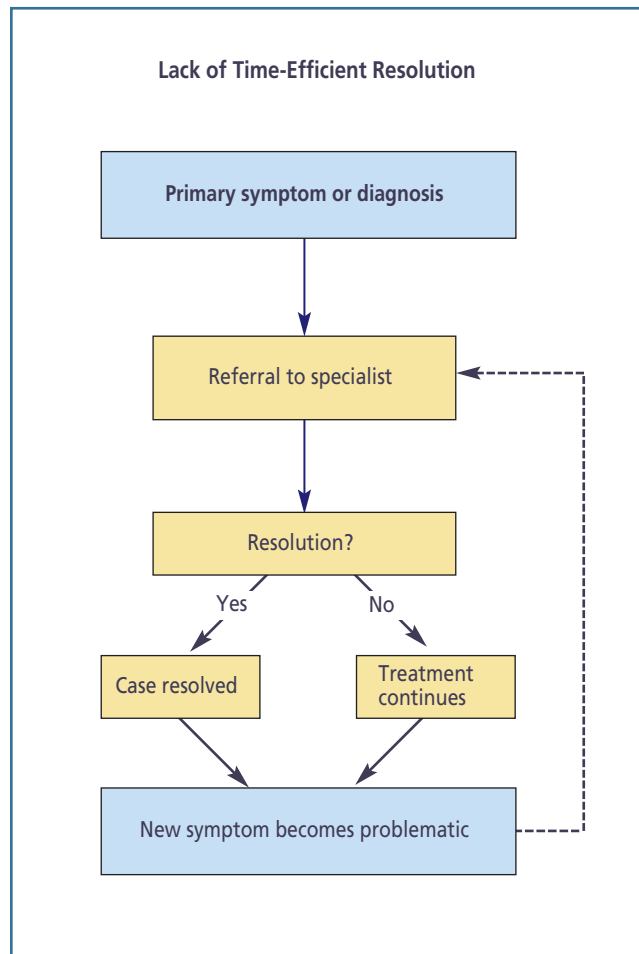 Lack of Time-Efficient Resolution
Primary symptom or diagnosis
Referral to specialist
Resolution?
Yes
No
Case resolved
Treatment
continues
New symptom becomes problematic